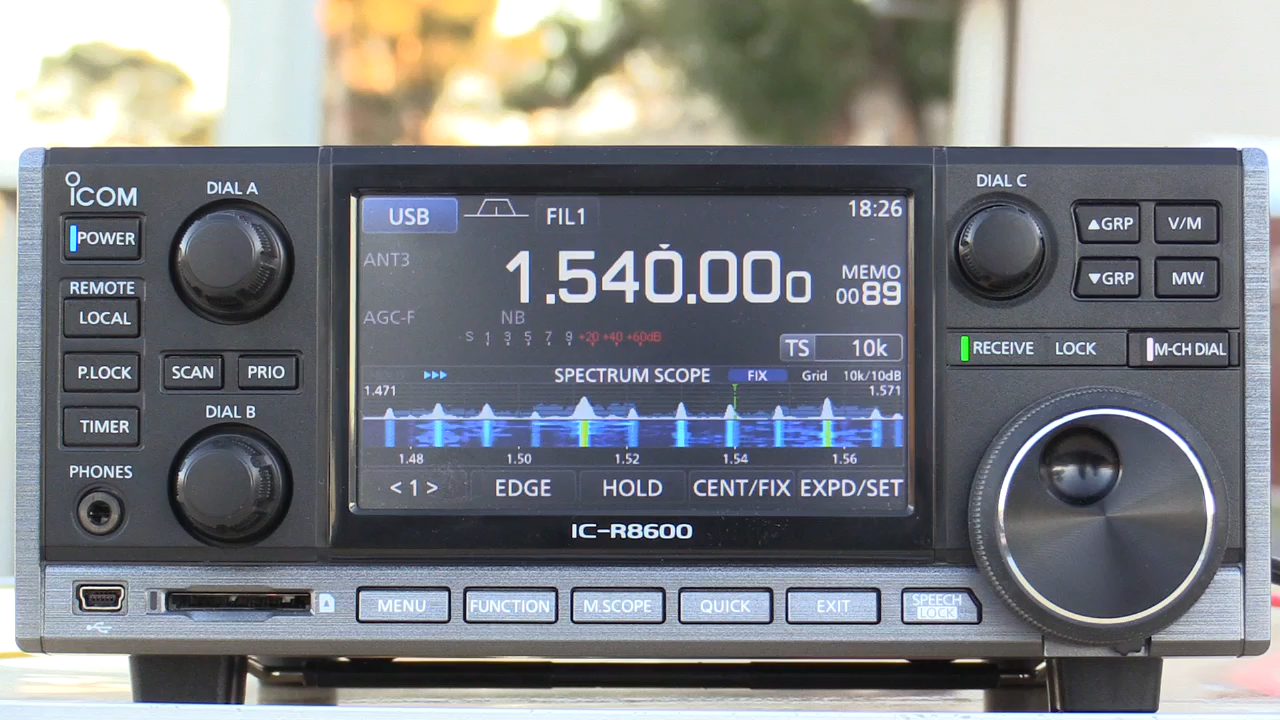 ICOM
POWER
REMOTE
LOCAL
P.LOCK
TIMER
PHONES
DIAL A
SCAN
PRIO
DIAL B
USB
FIL1
18:26
ANT3
1.540.000
MEMO
0089
AGC-F
NB
S 1 3 5 7 9 +20 +40 +60dB
TS 10k
▸▸▸ SPECTRUM SCOPE FIX Grid 10k/10dB
1.471 1.571
1.48 1.50 1.52 1.54 1.56
< 1 > EDGE HOLD CENT/FIX EXPD/SET
IC-R8600
DIAL C
▲GRP
V/M
▼GRP
MW
RECEIVE LOCK
M-CH DIAL
MENU
FUNCTION
M.SCOPE
QUICK
EXIT
SPEECH
LOCK